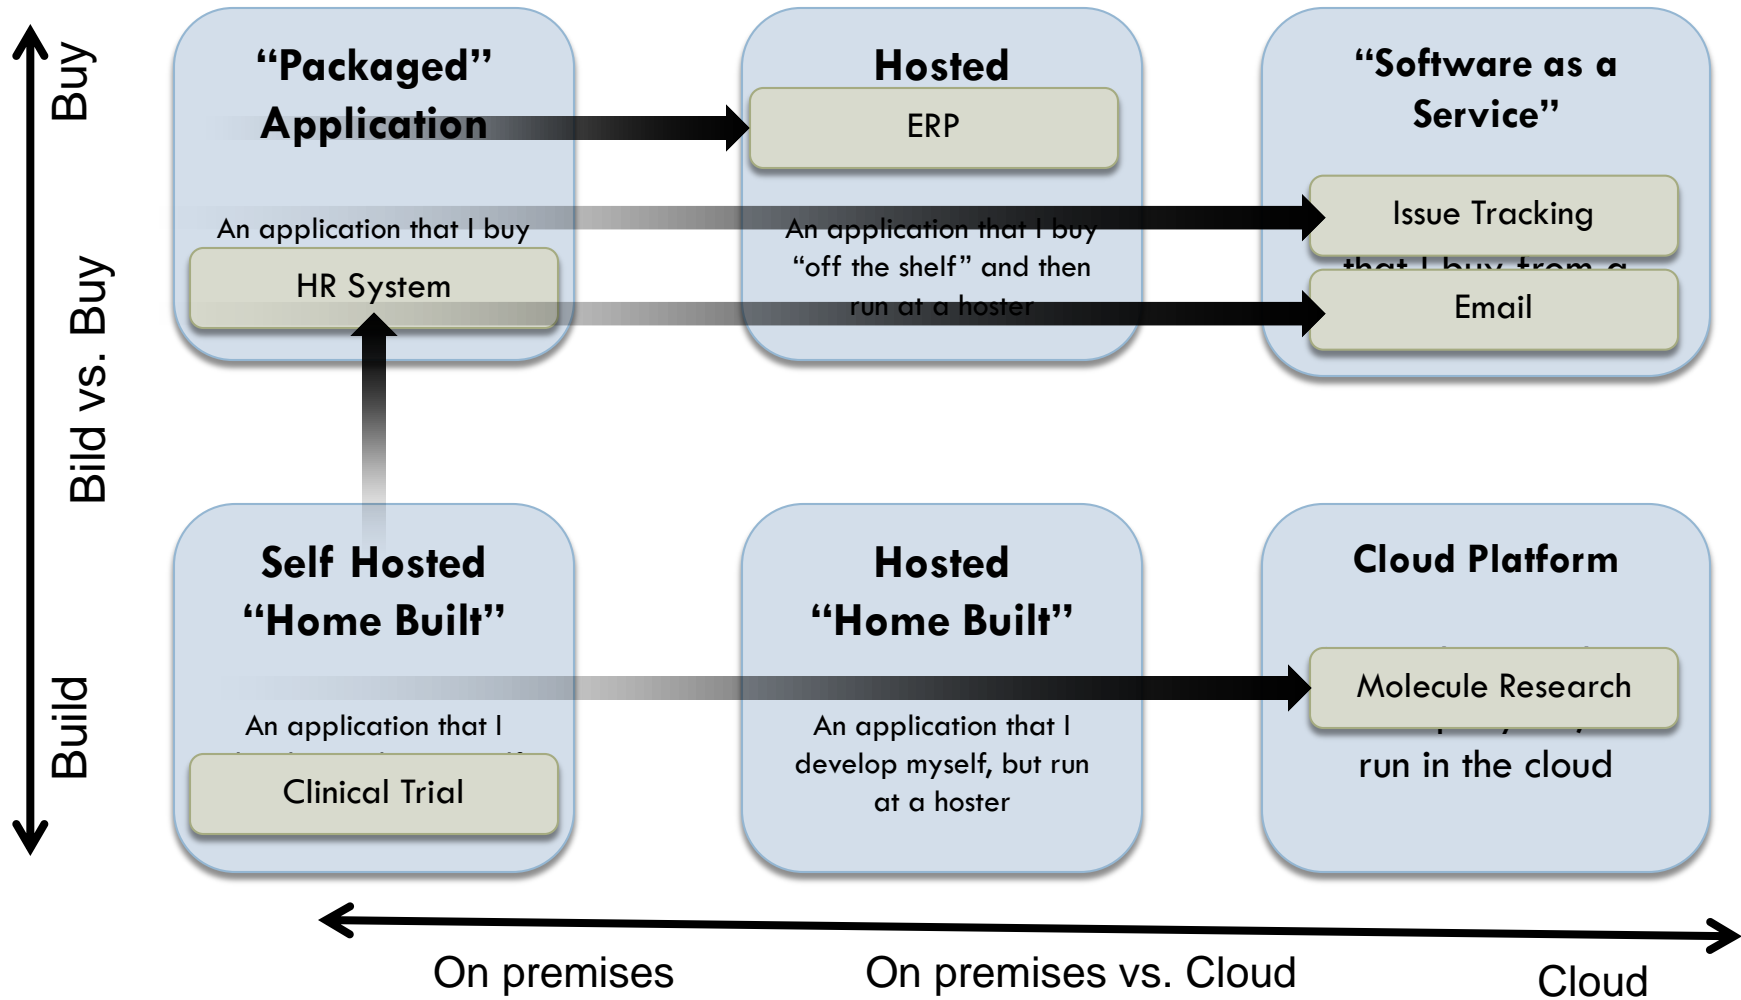 Buy
Bild vs. Buy
Build
“Packaged”
Application
An application that I buy
HR System
Hosted
ERP
An application that I buy
“off the shelf” and then
run at a hoster
“Software as a
Service”
Issue Tracking
that I buy from a
Email
Self Hosted
“Home Built”
An application that I
Clinical Trial
Hosted
“Home Built”
An application that I
develop myself, but run
at a hoster
Cloud Platform
Molecule Research
run in the cloud
On premises
On premises vs. Cloud
Cloud